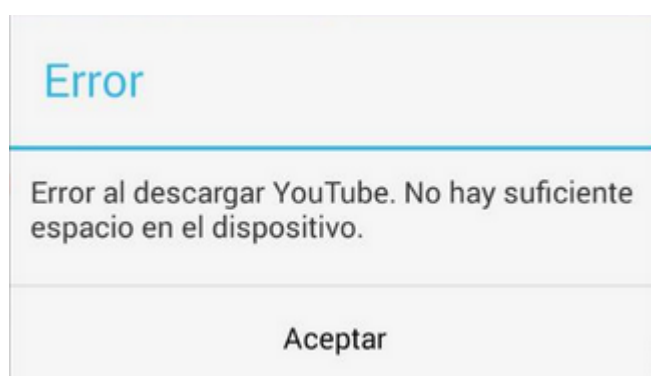 Error
Error al descargar YouTube. No hay suficiente
espacio en el dispositivo.
Aceptar